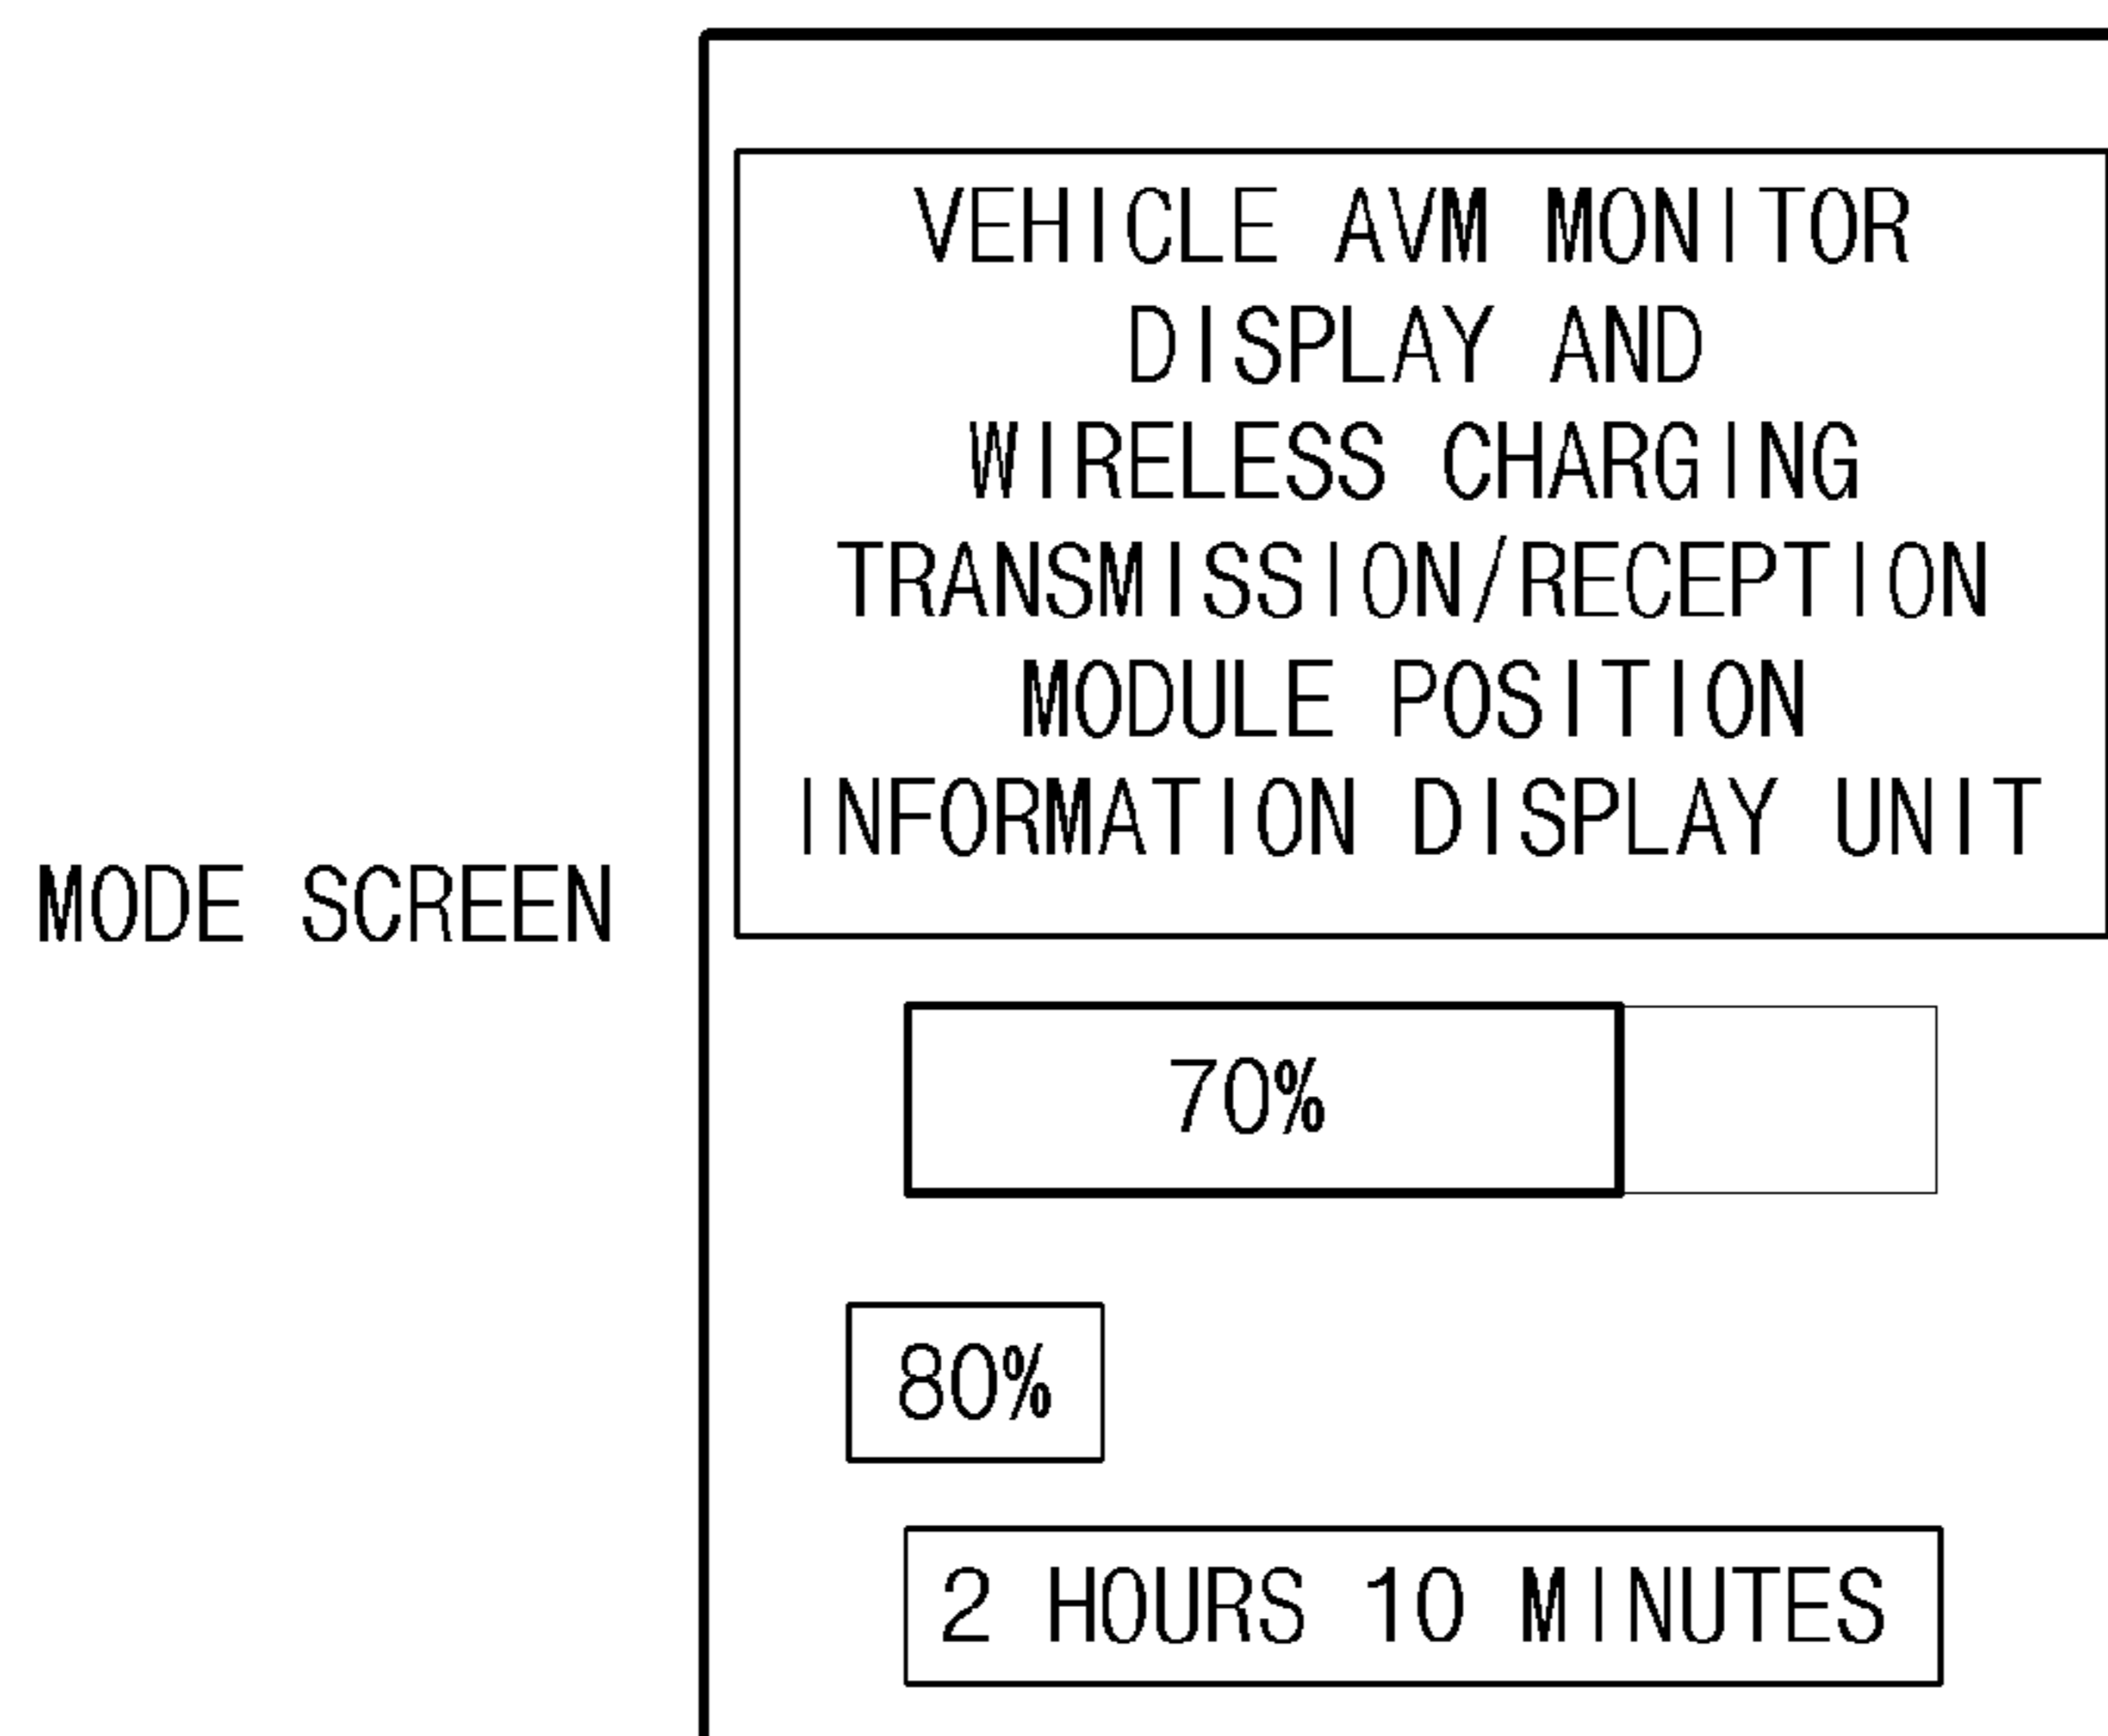 VEHICLE AVM MONITOR
DISPLAY AND
WIRELESS CHARGING
TRANSMISSION/RECEPTION
MODULE POSITION
INFORMATION DISPLAY UNIT
MODE SCREEN
70%
80%
2 HOURS 10 MINUTES